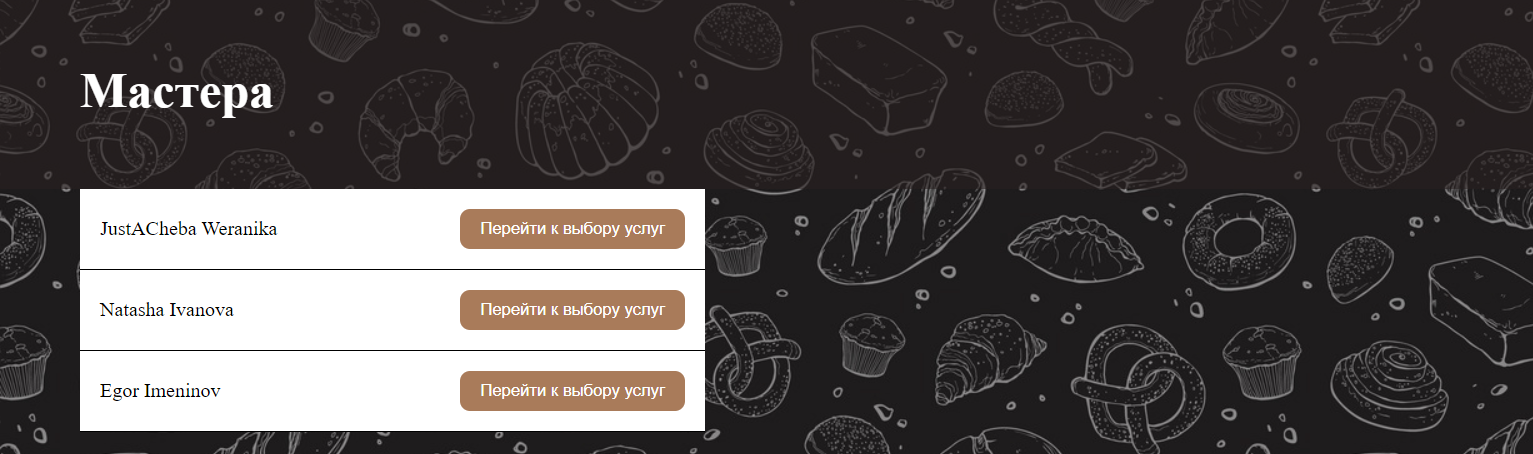 Мастера
JustACheba Weranika
Перейти к выбору услуг
Natasha Ivanova
Перейти к выбору услуг
Egor Imeninov
Перейти к выбору услуг